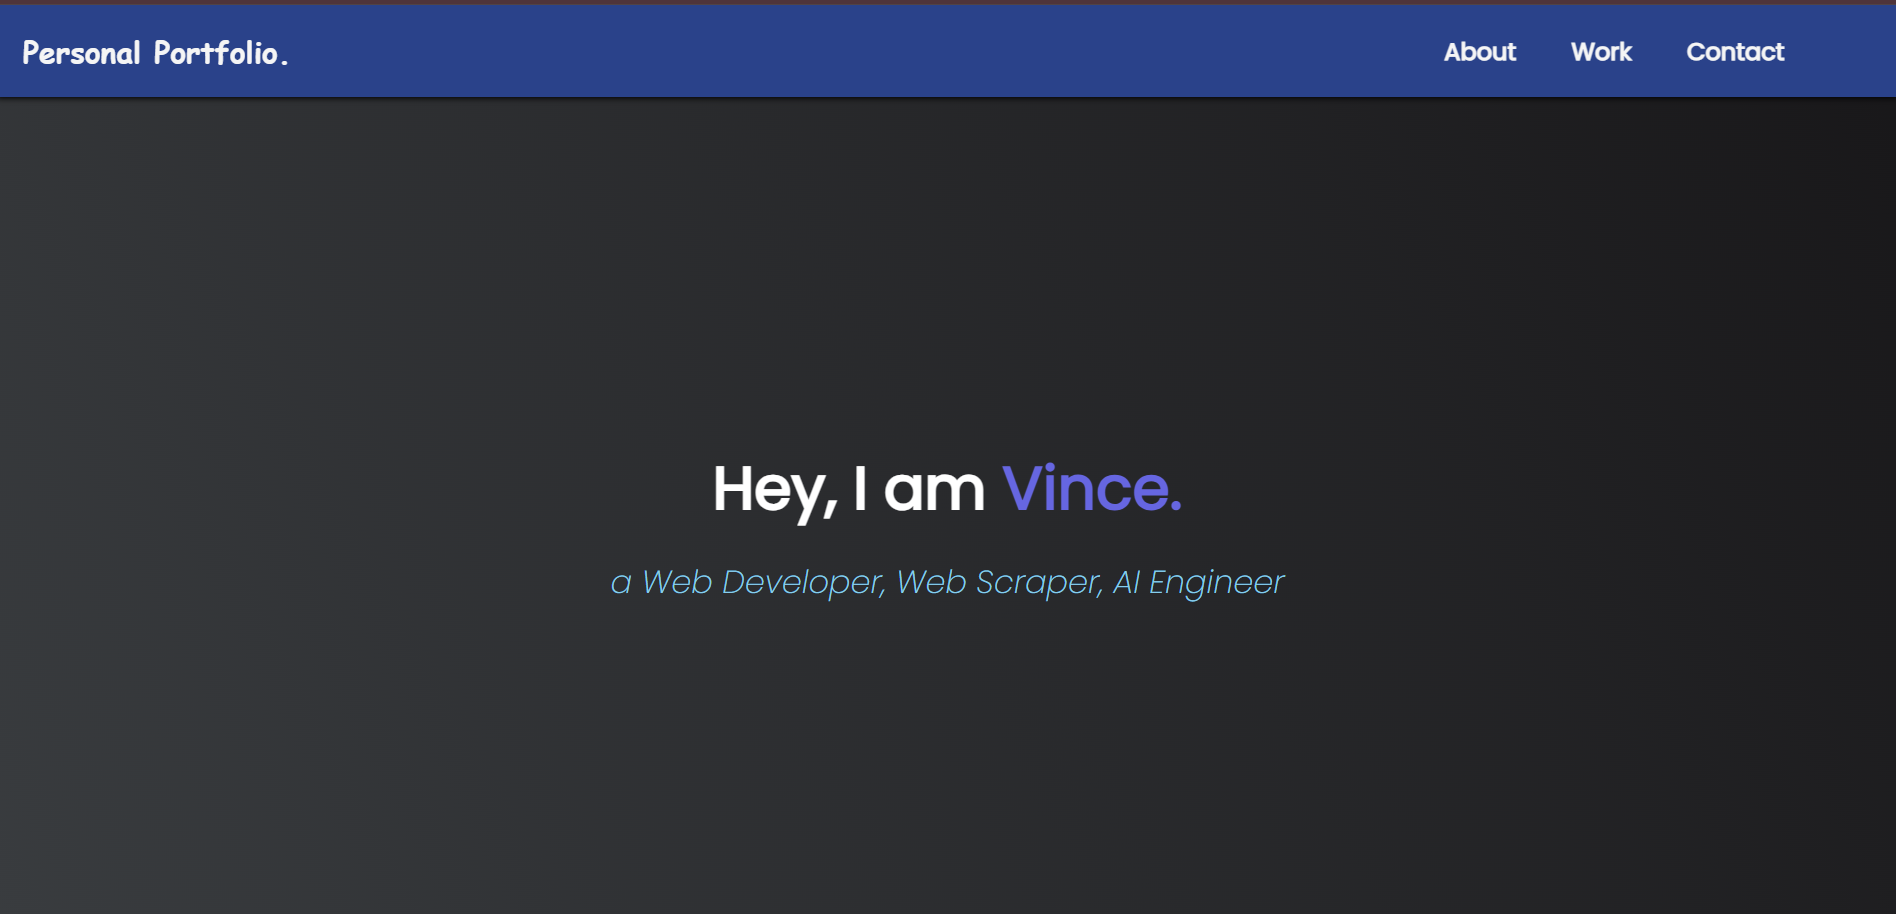 Personal Portfolio.
About Work Contact
Hey, I am Vince.
a Web Developer, Web Scraper, AI Engineer